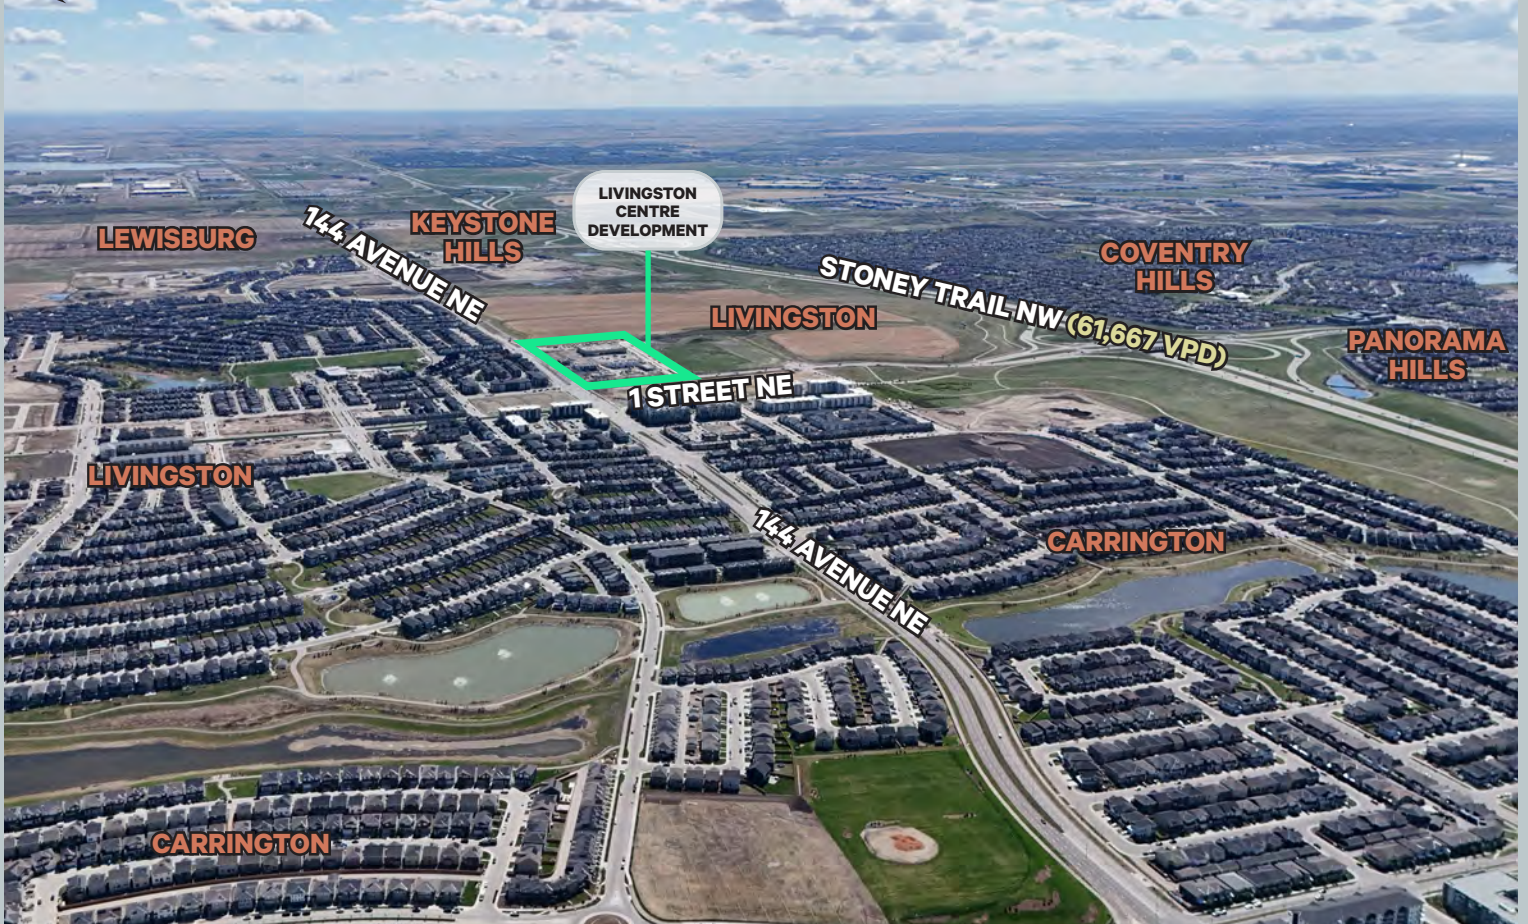 LIVINGSTON
CENTRE
DEVELOPMENT
LEWISBURG
144 AVENUE NE
KEYSTONE
HILLS
COVENTRY
HILLS
STONEY TRAIL NW (61,667 VPD)
LIVINGSTON
PANORAMA
HILLS
1 STREET NE
LIVINGSTON
144 AVENUE NE
CARRINGTON
CARRINGTON